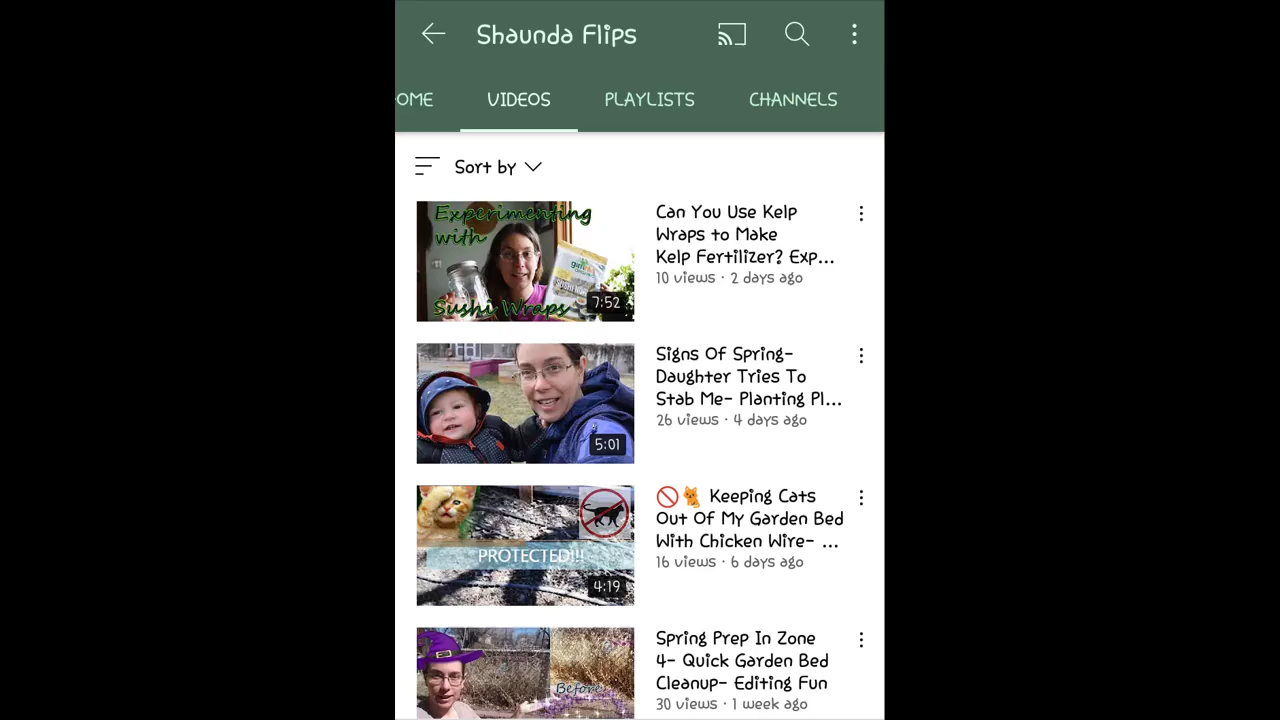 Shaunda Flips
OME
VIDEOS
PLAYLISTS
CHANNELS
Sort by
Experimenting
with
Sushi Wraps
7:52
Can You Use Kelp
Wraps to Make
Kelp Fertilizer? Exp...
10 views · 2 days ago
5:01
Signs Of Spring-
Daughter Tries To
Stab Me- Planting Pl...
26 views · 4 days ago
PROTECTED!!!
4:19
🚫🐈 Keeping Cats
Out Of My Garden Bed
With Chicken Wire- ...
16 views · 6 days ago
Before
Spring Prep In Zone
4- Quick Garden Bed
Cleanup- Editing Fun
30 views · 1 week ago